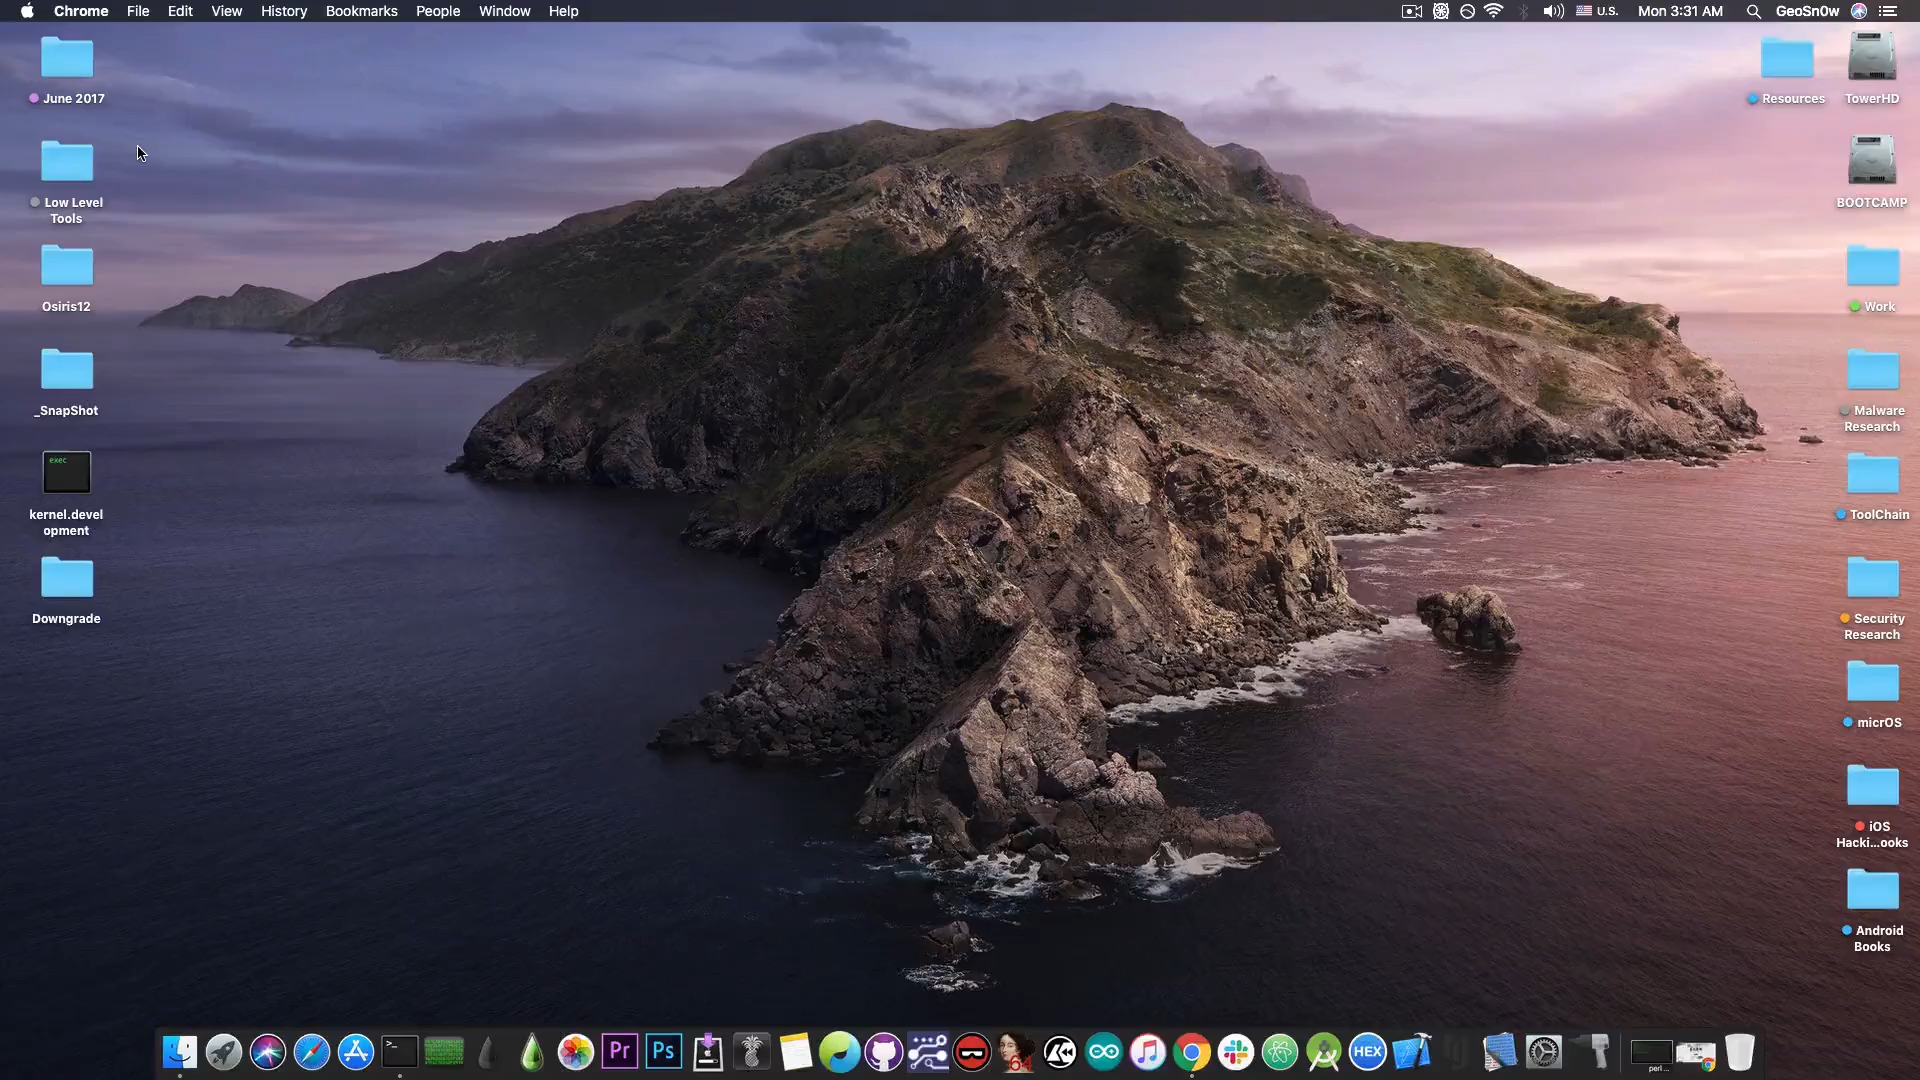 Chrome File Edit View History Bookmarks People Window Help
U.S. Mon 3:31 AM GeoSn0w
June 2017
Low Level
Tools
Osiris12
_SnapShot
exec
kernel.devel
opment
Downgrade
Resources
TowerHD
BOOTCAMP
Work
Malware
Research
ToolChain
Security
Research
micrOS
iOS
Hacki...ooks
Android
Books
>_
Pr
Ps
64
HEX
perl ...